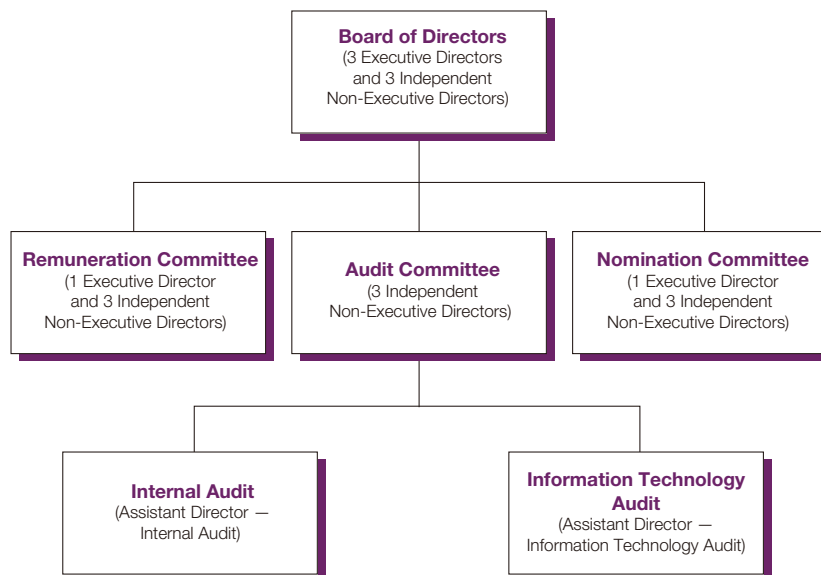 Board of Directors
(3 Executive Directors
and 3 Independent
Non-Executive Directors)
Remuneration Committee
(1 Executive Director
and 3 Independent
Non-Executive Directors)
Audit Committee
(3 Independent
Non-Executive Directors)
Nomination Committee
(1 Executive Director
and 3 Independent
Non-Executive Directors)
Internal Audit
(Assistant Director —
Internal Audit)
Information Technology
Audit
(Assistant Director —
Information Technology Audit)